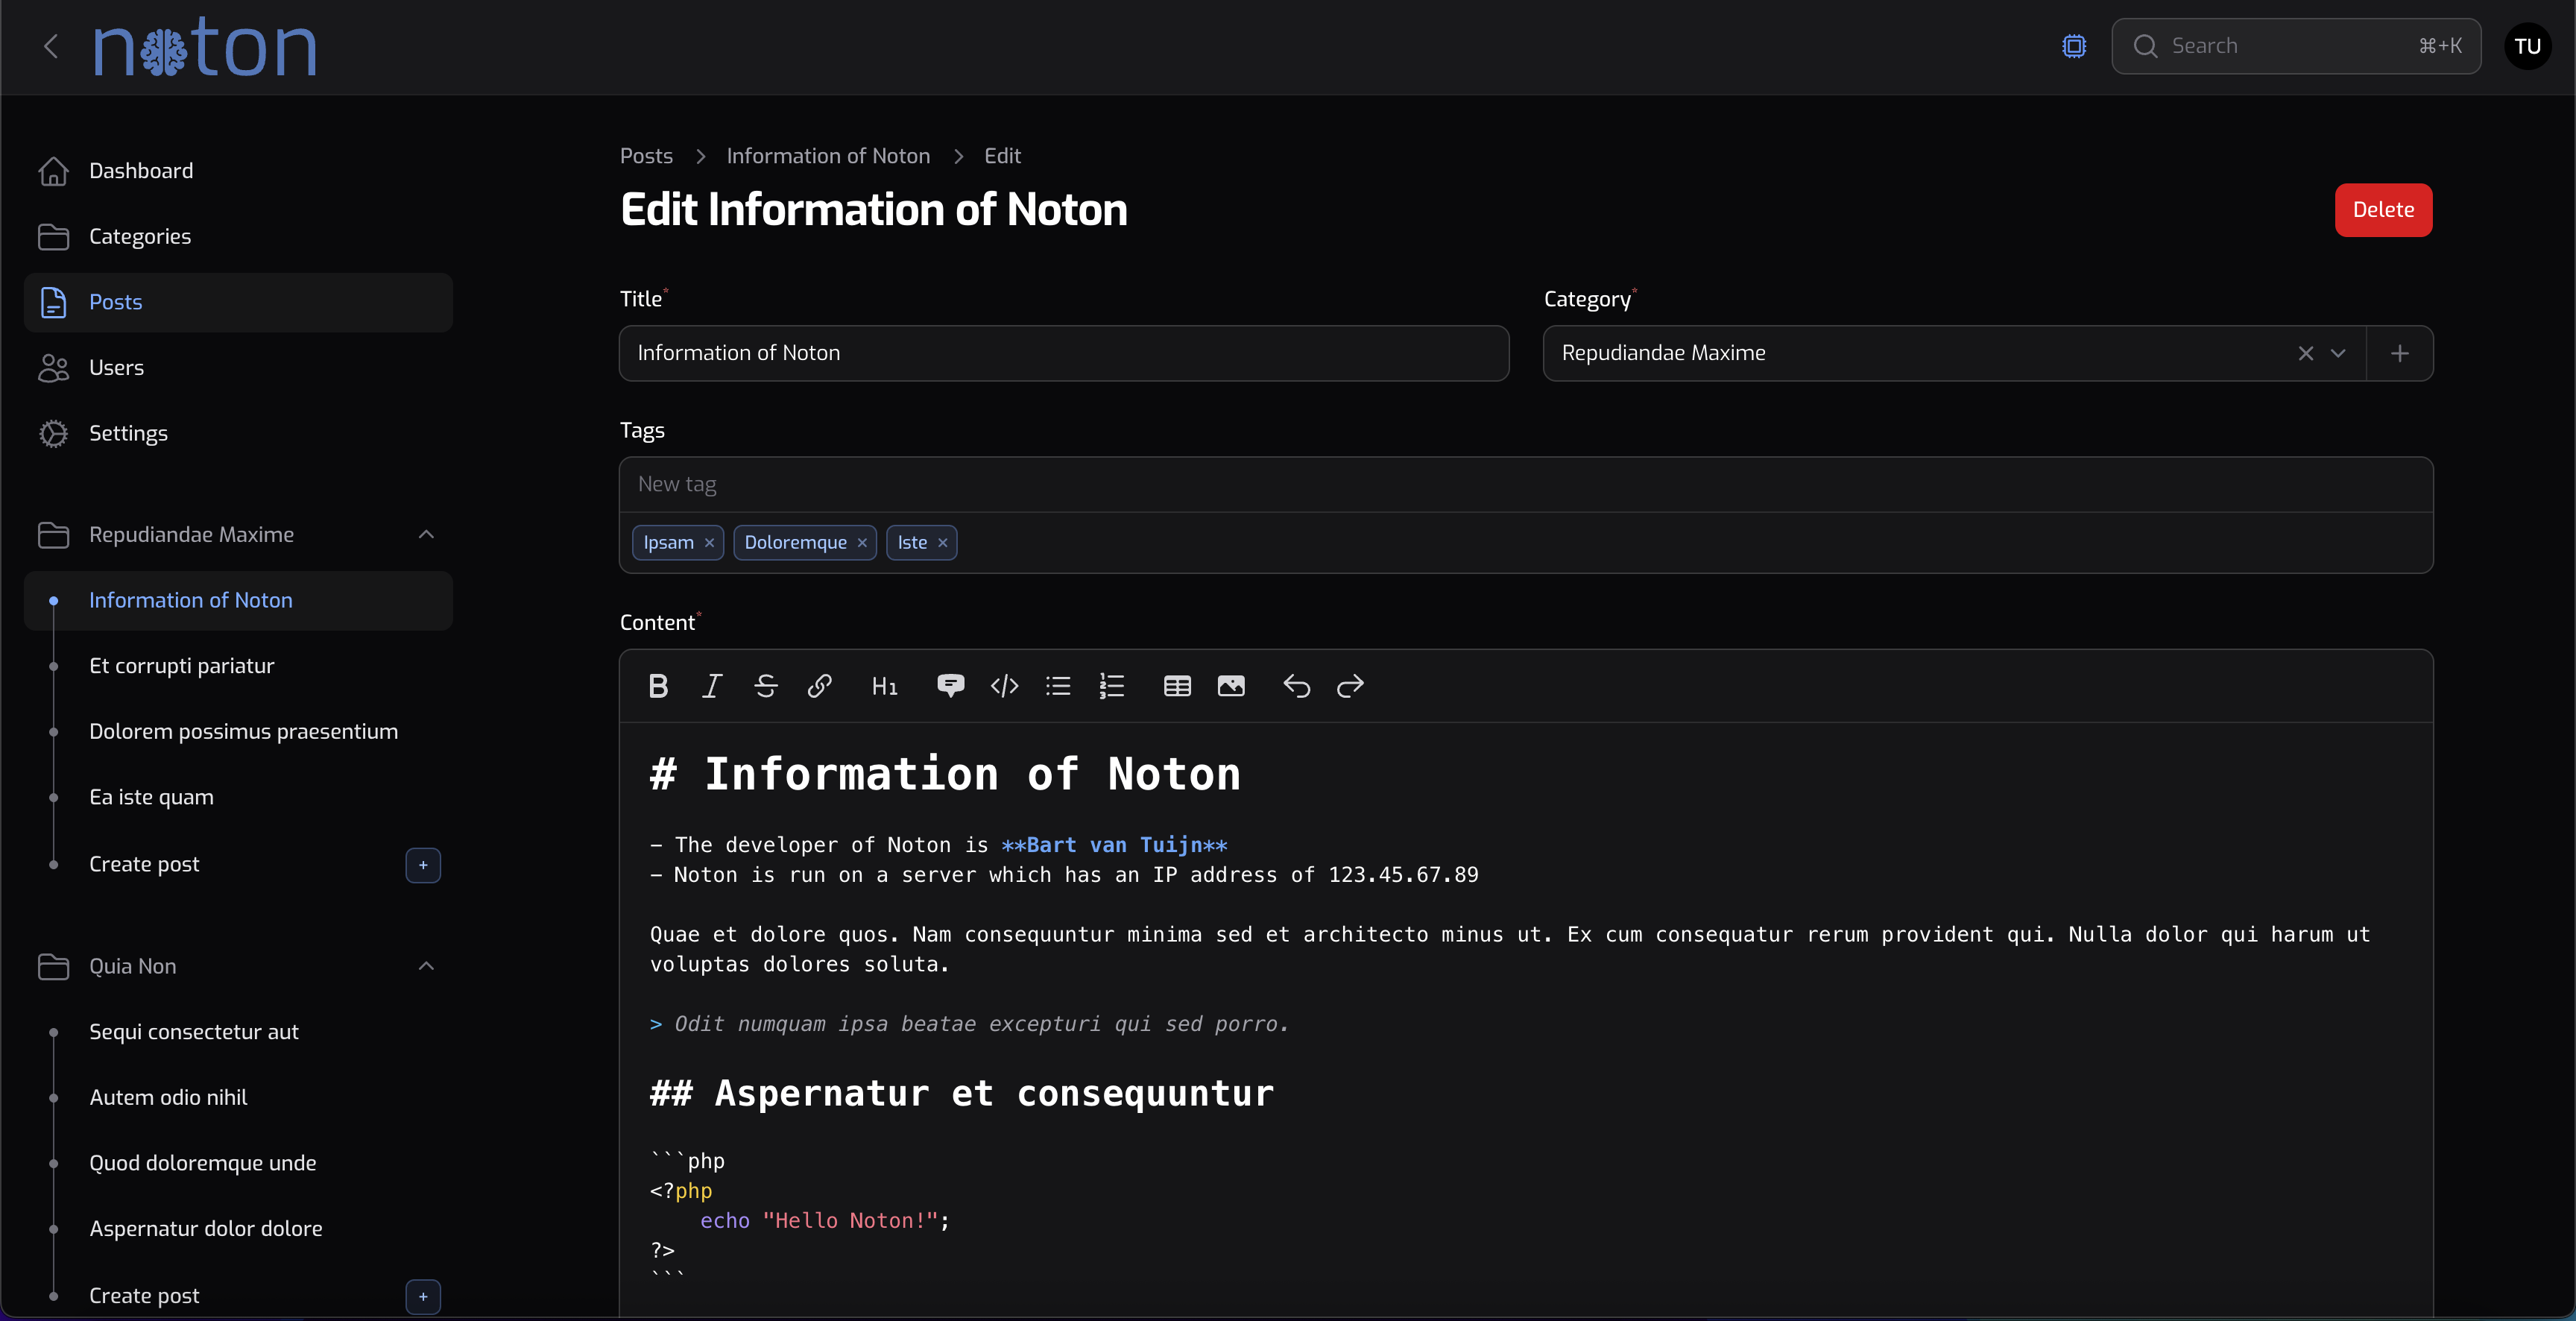 noton
Search
⌘+K
TU
Dashboard
Categories
Posts
Users
Settings
Repudiandae Maxime
Information of Noton
Et corrupti pariatur
Dolorem possimus praesentium
Ea iste quam
Create post
+
Quia Non
Sequi consectetur aut
Autem odio nihil
Quod doloremque unde
Aspernatur dolor dolore
Create post
+
Posts > Information of Noton > Edit
Edit Information of Noton
Delete
Title*
Information of Noton
Category*
Repudiandae Maxime
Tags
New tag
Ipsam × Doloremque × Iste ×
Content*
H1
# Information of Noton
- The developer of Noton is **Bart van Tuijn**
- Noton is run on a server which has an IP address of 123.45.67.89
Quae et dolore quos. Nam consequuntur minima sed et architecto minus ut. Ex cum consequatur rerum provident qui. Nulla dolor qui harum ut
voluptas dolores soluta.
> Odit numquam ipsa beatae excepturi qui sed porro.
## Aspernatur et consequuntur
```php
<?php
echo "Hello Noton!";
?>
```